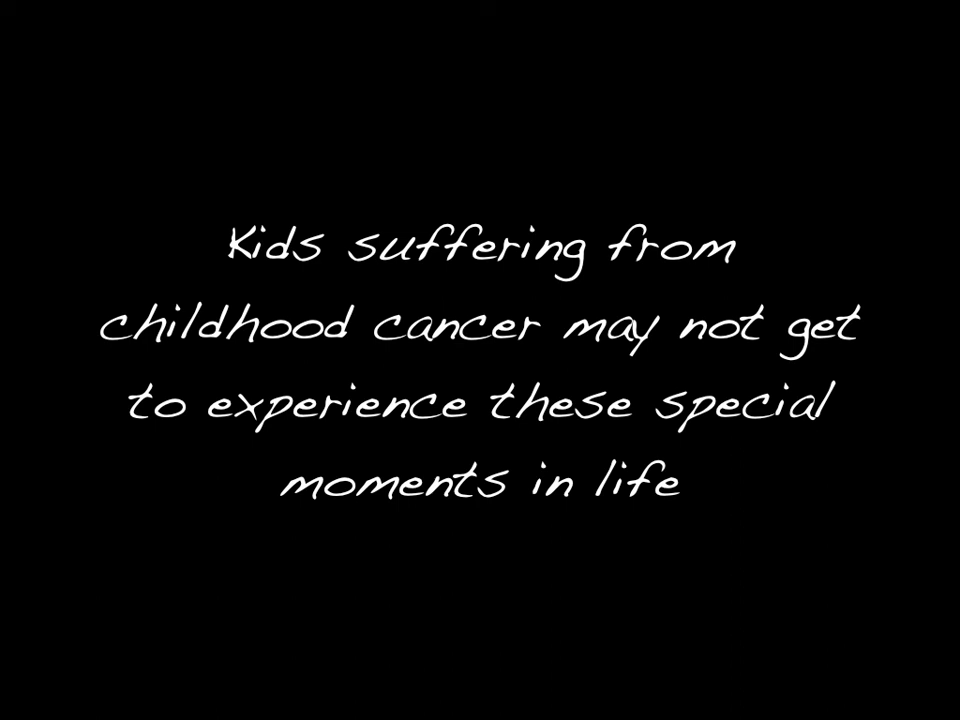 Kids suffering from
childhood cancer may not get
to experience these special
moments in life